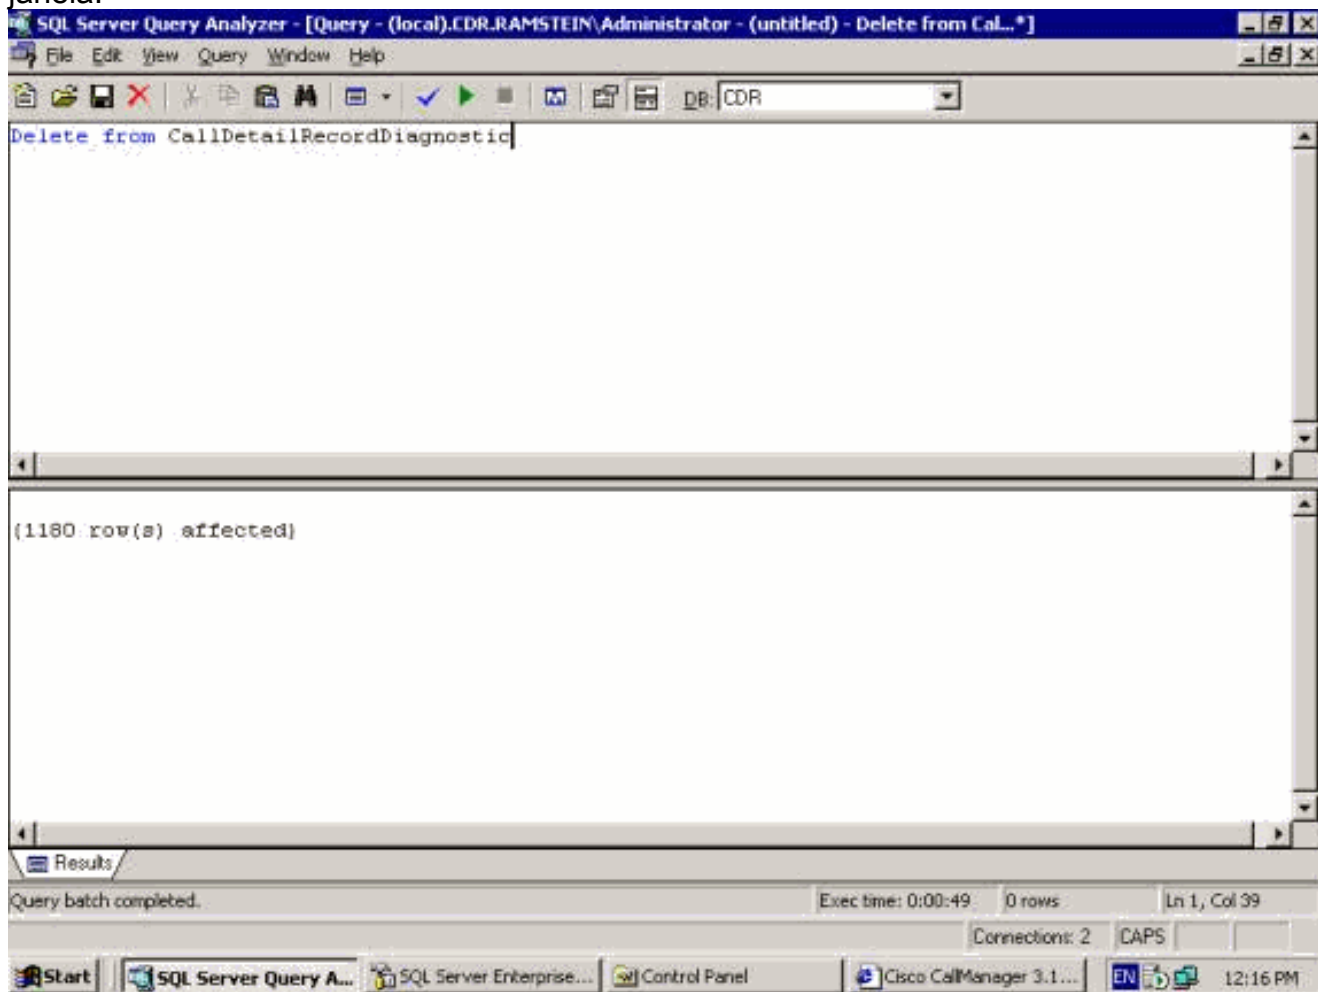 janela.
SQL Server Query Analyzer - [Query - (local).CDR.RAMSTEIN\Administrator - (untitled) - Delete from Cal...*]
File Edit View Query Window Help
DB: CDR
Delete from CallDetailRecordDiagnostic
(1180 row(s) affected)
Results
Query batch completed. Exec time: 0:00:49 0 rows Ln 1, Col 39
Connections: 2 CAPS
Start SQL Server Query A... SQL Server Enterprise... Control Panel Cisco CallManager 3.1.... EN 12:16 PM